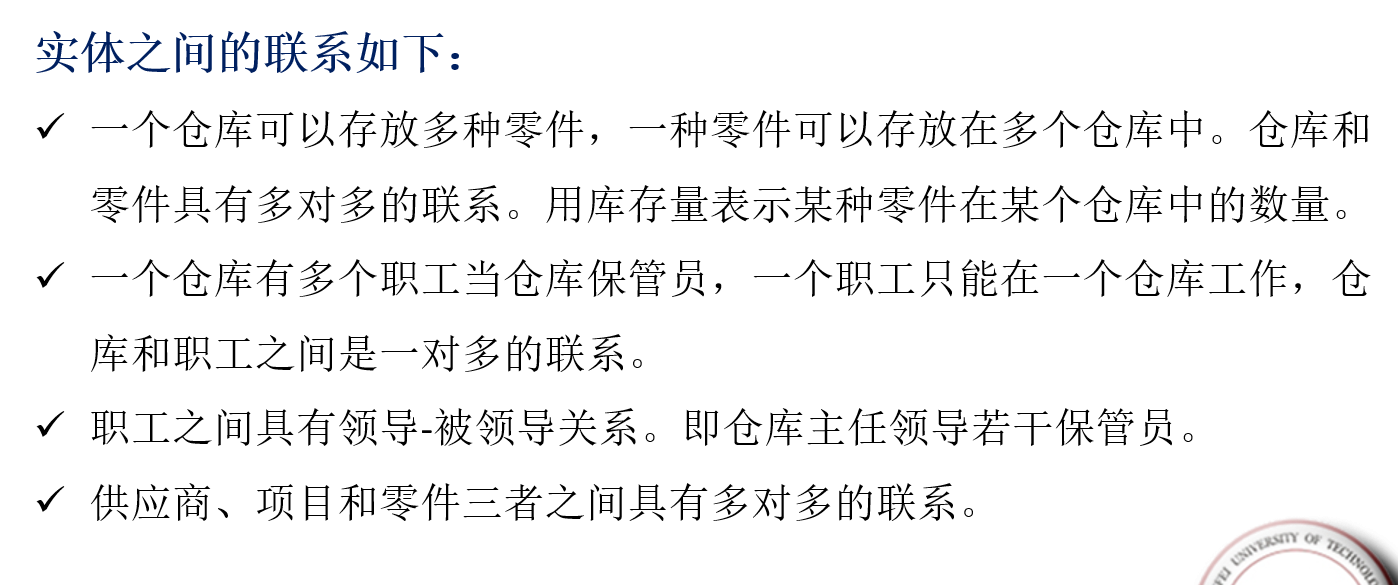 实体之间的联系如下：
✓ 一个仓库可以存放多种零件，一种零件可以存放在多个仓库中。仓库和
零件具有多对多的联系。用库存量表示某种零件在某个仓库中的数量。
✓ 一个仓库有多个职工当仓库保管员，一个职工只能在一个仓库工作，仓
库和职工之间是一对多的联系。
✓ 职工之间具有领导-被领导关系。即仓库主任领导若干保管员。
✓ 供应商、项目和零件三者之间具有多对多的联系。
UNIVERSITY OF